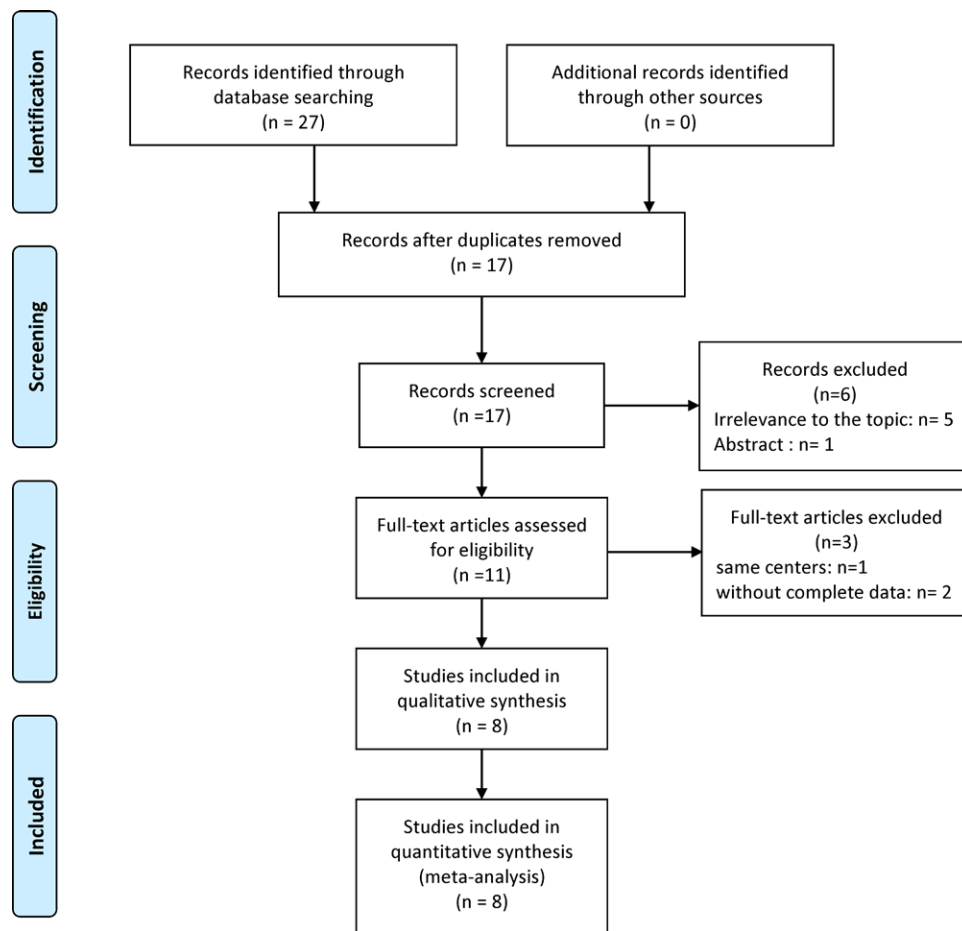 Identification
Records identified through
database searching
(n = 27)
Additional records identified
through other sources
(n = 0)
Records after duplicates removed
(n = 17)
Screening
Records screened
(n =17)
Records excluded
(n=6)
Irrelevance to the topic: n= 5
Abstract : n= 1
Eligibility
Full-text articles assessed
for eligibility
(n =11)
Full-text articles excluded
(n=3)
same centers: n=1
without complete data: n= 2
Studies included in
qualitative synthesis
(n = 8)
Included
Studies included in
quantitative synthesis
(meta-analysis)
(n = 8)